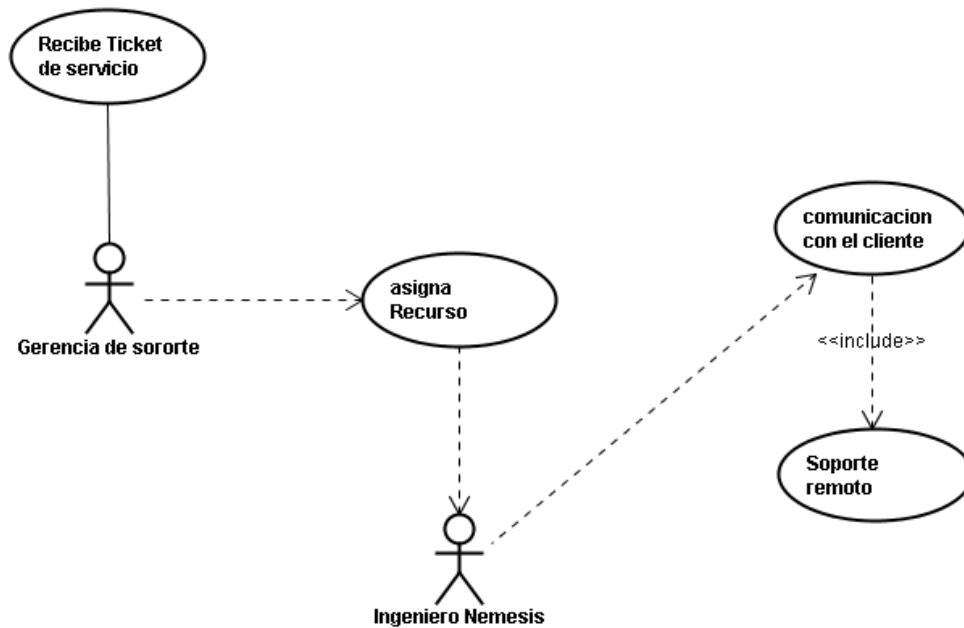 Recibe Ticket
de servicio
comunicacion
con el cliente
asigna
Recurso
<<include>>
Gerencia de sororte
Soporte
remoto
Ingeniero Nemesis